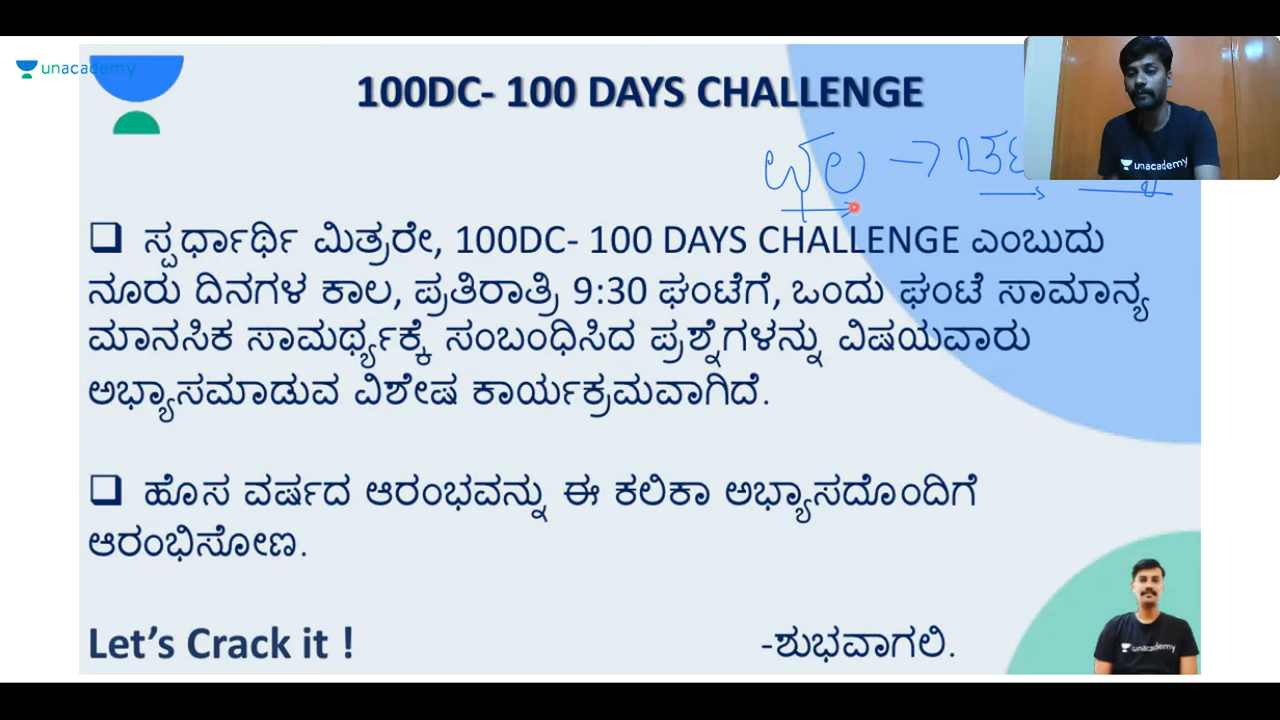 unacademy
100DC- 100 DAYS CHALLENGE
unacademy
ಛಲ →
❑ ಸ್ಪರ್ಧಾರ್ಥಿ ಮಿತ್ರರೇ, 100DC- 100 DAYS CHALLENGE ಎಂಬುದು
ನೂರು ದಿನಗಳ ಕಾಲ, ಪ್ರತಿರಾತ್ರಿ 9:30 ಘಂಟೆಗೆ, ಒಂದು ಘಂಟೆ ಸಾಮಾನ್ಯ
ಮಾನಸಿಕ ಸಾಮರ್ಥ್ಯಕ್ಕೆ ಸಂಬಂಧಿಸಿದ ಪ್ರಶ್ನೆಗಳನ್ನು ವಿಷಯವಾರು
ಅಭ್ಯಾಸಮಾಡುವ ವಿಶೇಷ ಕಾರ್ಯಕ್ರಮವಾಗಿದೆ.
❑ ಹೊಸ ವರ್ಷದ ಆರಂಭವನ್ನು ಈ ಕಲಿಕಾ ಅಭ್ಯಾಸದೊಂದಿಗೆ
ಆರಂಭಿಸೋಣ.
Let's Crack it !
-ಶುಭವಾಗಲಿ.
unacademy